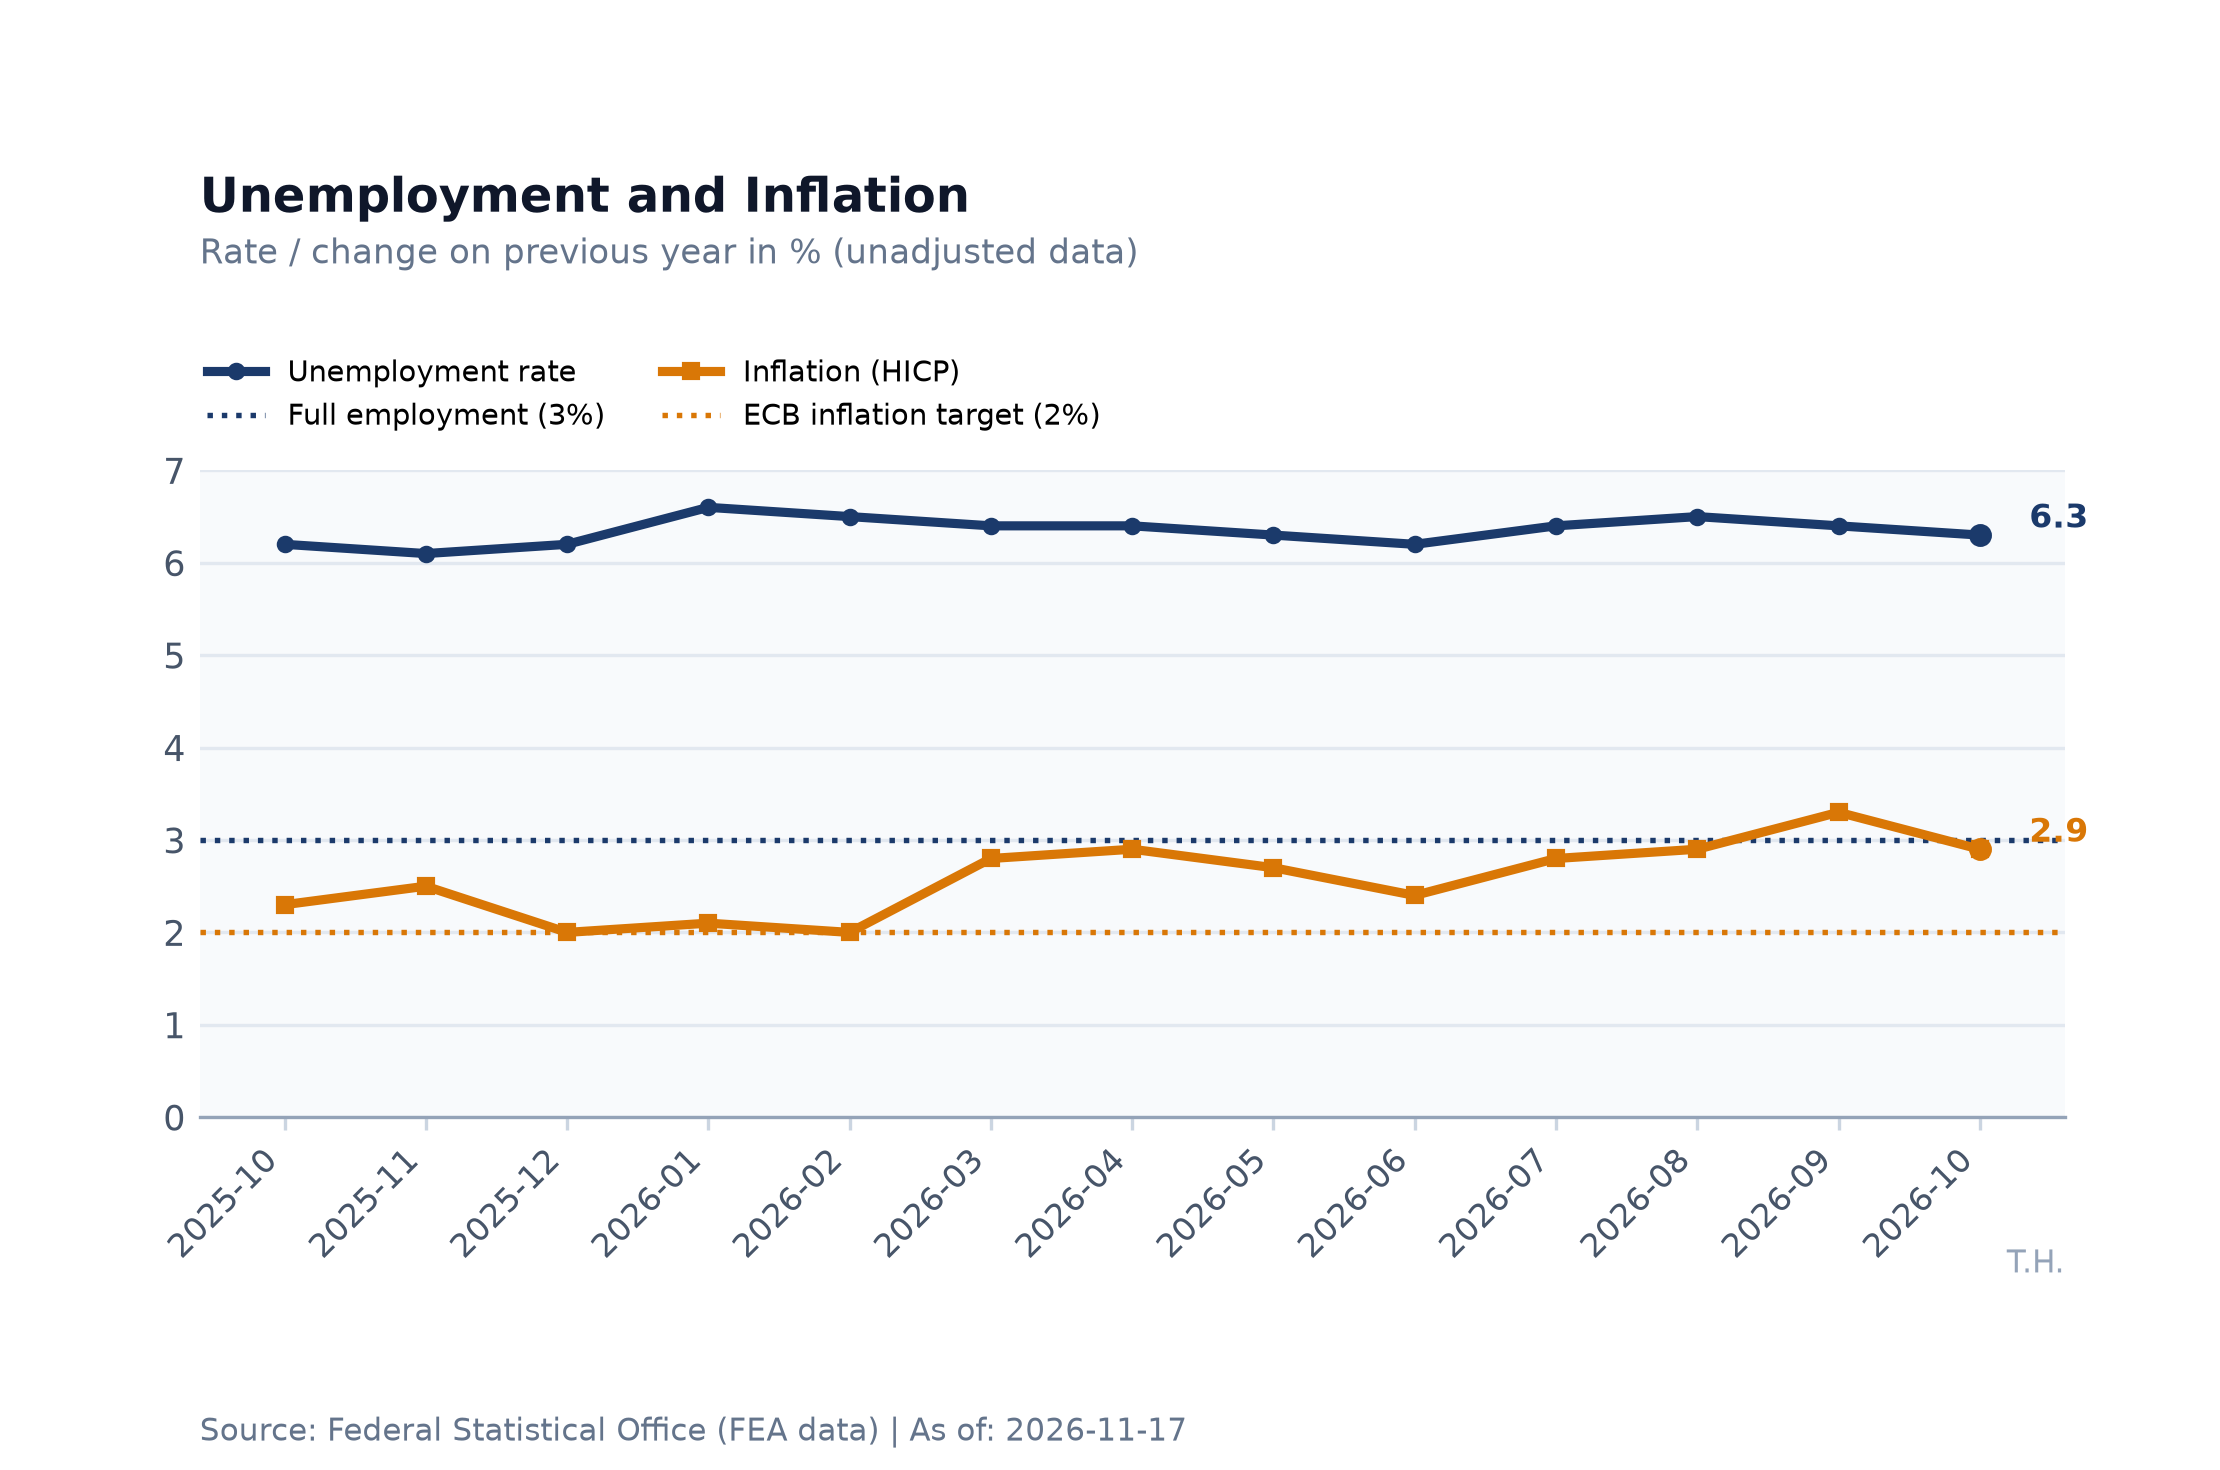 Unemployment and Inflation
Rate / change on previous year in % (unadjusted data)
Unemployment rate
Inflation (HICP)
Full employment (3%)
ECB inflation target (2%)
7
6
5
4
3
2
1
0
6.3
2.9
2025-10
2025-11
2025-12
2026-01
2026-02
2026-03
2026-04
2026-05
2026-06
2026-07
2026-08
2026-09
2026-10
T.H.
Source: Federal Statistical Office (FEA data) | As of: 2026-11-17